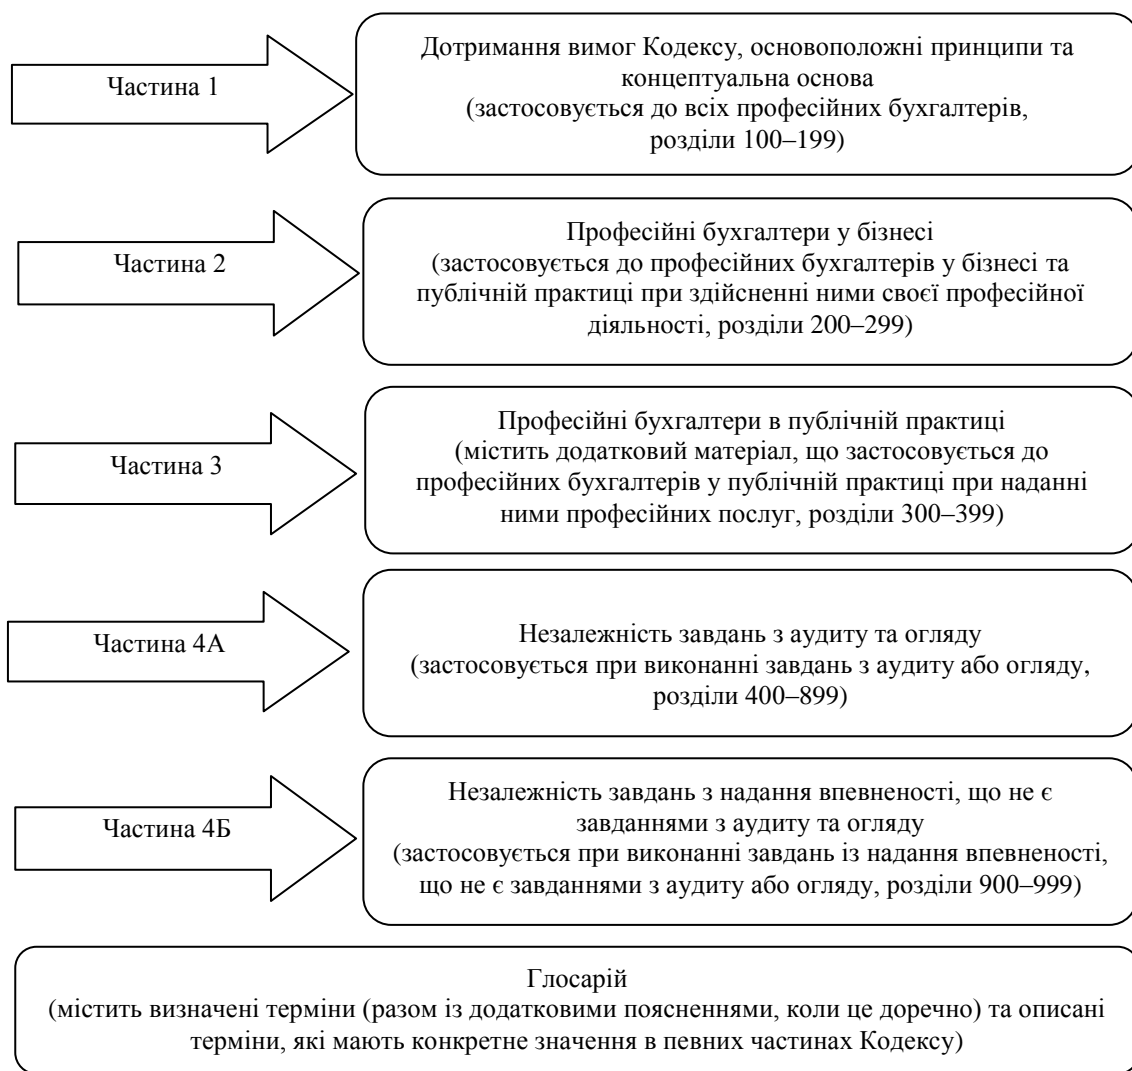 Частина 1
Дотримання вимог Кодексу, основоположні принципи та
концептуальна основа
(застосовується до всіх професійних бухгалтерів,
розділи 100–199)
Частина 2
Професійні бухгалтери у бізнесі
(застосовується до професійних бухгалтерів у бізнесі та
публічній практиці при здійсненні ними своєї професійної
діяльності, розділи 200–299)
Частина 3
Професійні бухгалтери в публічній практиці
(містить додатковий матеріал, що застосовується до
професійних бухгалтерів у публічній практиці при наданні
ними професійних послуг, розділи 300–399)
Частина 4А
Незалежність завдань з аудиту та огляду
(застосовується при виконанні завдань з аудиту або огляду,
розділи 400–899)
Частина 4Б
Незалежність завдань з надання впевненості, що не є
завданнями з аудиту та огляду
(застосовується при виконанні завдань із надання впевненості,
що не є завданнями з аудиту або огляду, розділи 900–999)
Глосарій
(містить визначені терміни (разом із додатковими поясненнями, коли це доречно) та описані
терміни, які мають конкретне значення в певних частинах Кодексу)